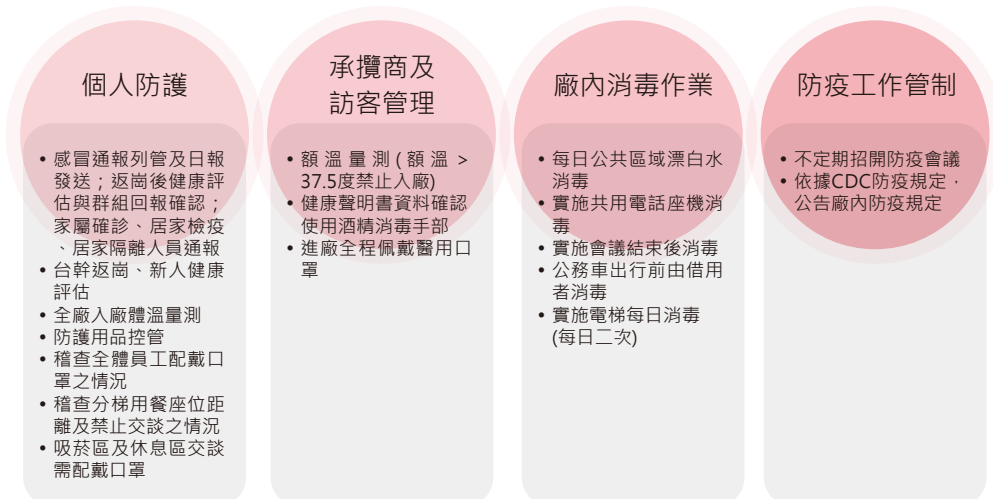 個人防護
• 感冒通報列管及日報
發送；返崗後健康評
估與群組回報確認；
家屬確診、居家檢疫
、居家隔離人員通報
• 台幹返崗、新人健康
評估
• 全廠入廠體溫量測
• 防護用品控管
• 稽查全體員工配戴口
罩之情況
• 稽查分梯用餐座位距
離及禁止交談之情況
• 吸菸區及休息區交談
需配戴口罩
承攬商及
訪客管理
• 額溫量測(額溫>
37.5度禁止入廠)
• 健康聲明書資料確認
使用酒精消毒手部
• 進廠全程佩戴醫用口
罩
廠內消毒作業
• 每日公共區域漂白水
消毒
• 實施共用電話座機消
毒
• 實施會議結束後消毒
• 公務車出行前由借用
者消毒
• 實施電梯每日消毒
(每日二次)
防疫工作管制
• 不定期招開防疫會議
• 依據CDC防疫規定，
公告廠內防疫規定